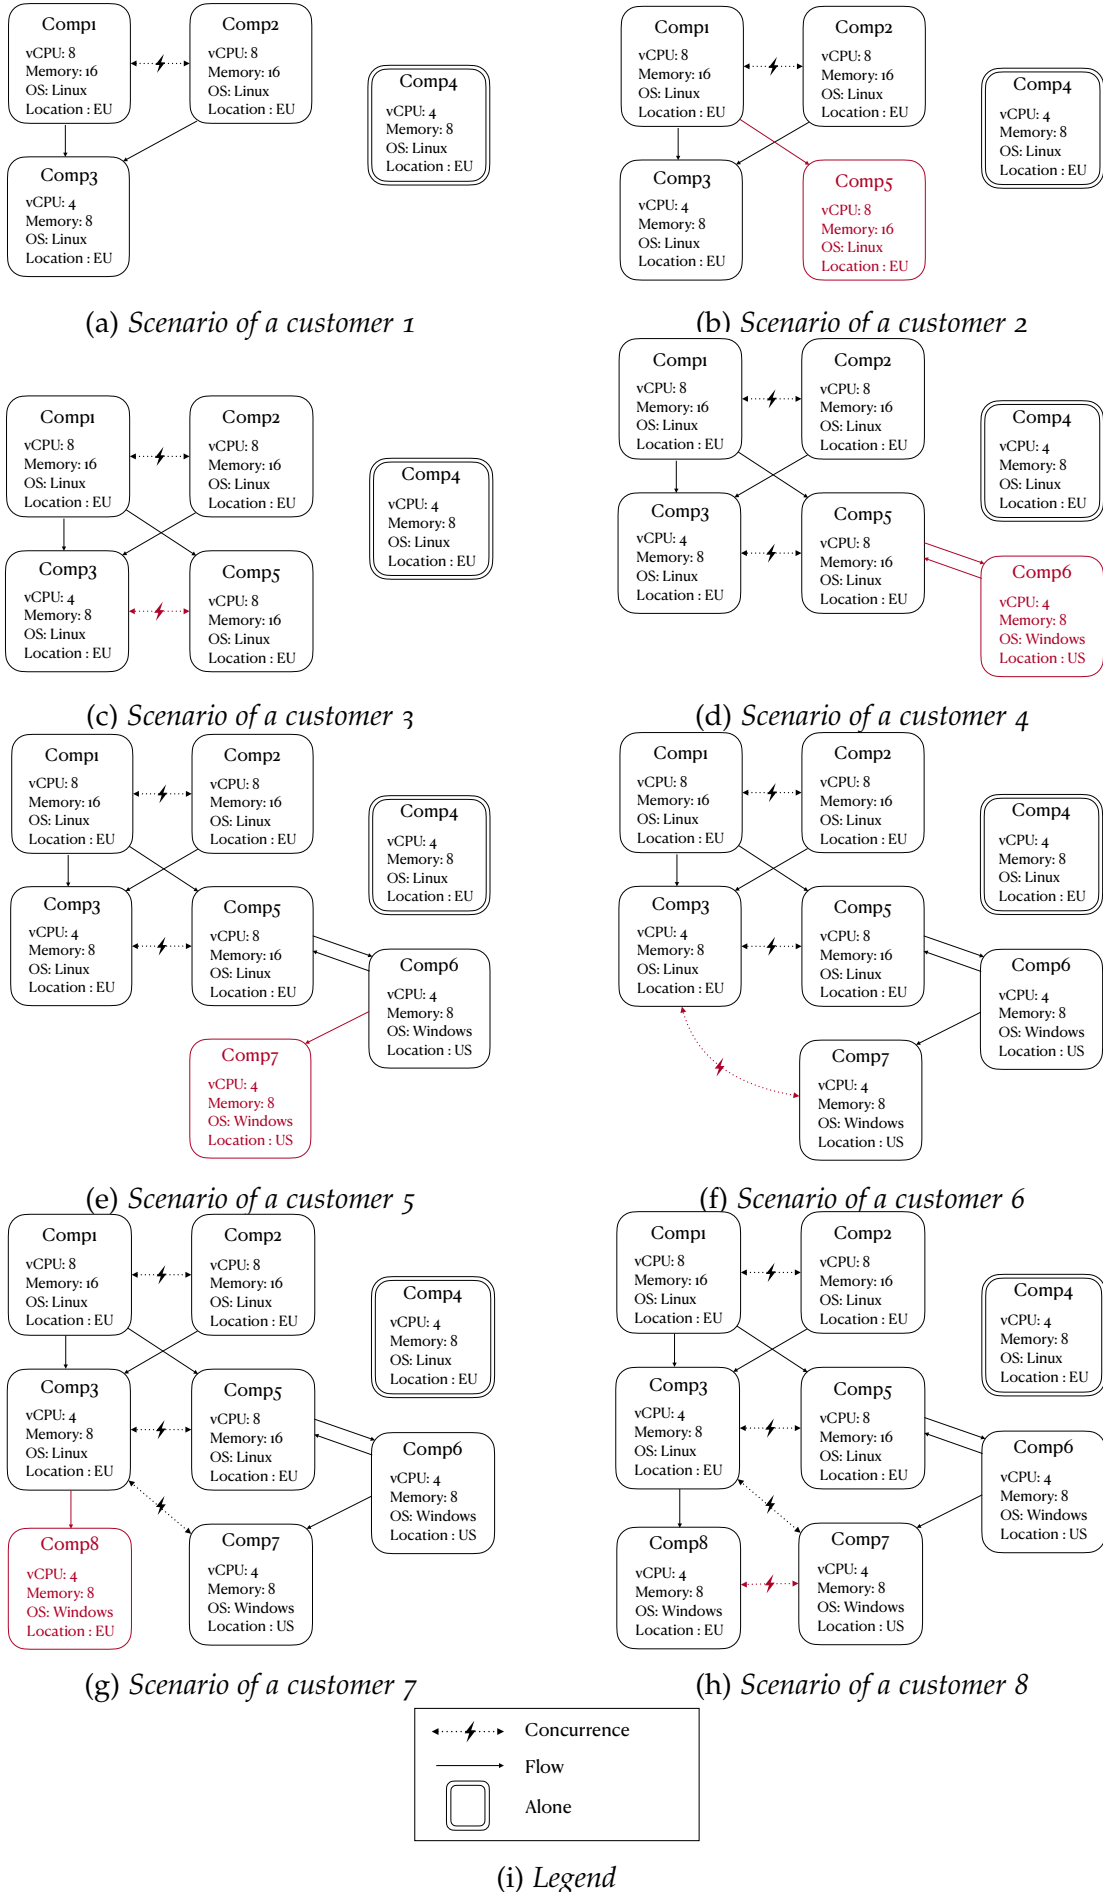 Comp1
vCPU: 8
Memory: 16
OS: Linux
Location : EU
Comp2
vCPU: 8
Memory: 16
OS: Linux
Location : EU
Comp4
vCPU: 4
Memory: 8
OS: Linux
Location : EU
Comp3
vCPU: 4
Memory: 8
OS: Linux
Location : EU
(a) Scenario of a customer 1
Comp1
vCPU: 8
Memory: 16
OS: Linux
Location : EU
Comp2
vCPU: 8
Memory: 16
OS: Linux
Location : EU
Comp4
vCPU: 4
Memory: 8
OS: Linux
Location : EU
Comp3
vCPU: 4
Memory: 8
OS: Linux
Location : EU
Comp5
vCPU: 8
Memory: 16
OS: Linux
Location : EU
(b) Scenario of a customer 2
Comp1
vCPU: 8
Memory: 16
OS: Linux
Location : EU
Comp2
vCPU: 8
Memory: 16
OS: Linux
Location : EU
Comp4
vCPU: 4
Memory: 8
OS: Linux
Location : EU
Comp3
vCPU: 4
Memory: 8
OS: Linux
Location : EU
Comp5
vCPU: 8
Memory: 16
OS: Linux
Location : EU
(c) Scenario of a customer 3
Comp1
vCPU: 8
Memory: 16
OS: Linux
Location : EU
Comp2
vCPU: 8
Memory: 16
OS: Linux
Location : EU
Comp4
vCPU: 4
Memory: 8
OS: Linux
Location : EU
Comp3
vCPU: 4
Memory: 8
OS: Linux
Location : EU
Comp5
vCPU: 8
Memory: 16
OS: Linux
Location : EU
Comp6
vCPU: 4
Memory: 8
OS: Windows
Location : US
(d) Scenario of a customer 4
Comp1
vCPU: 8
Memory: 16
OS: Linux
Location : EU
Comp2
vCPU: 8
Memory: 16
OS: Linux
Location : EU
Comp4
vCPU: 4
Memory: 8
OS: Linux
Location : EU
Comp3
vCPU: 4
Memory: 8
OS: Linux
Location : EU
Comp5
vCPU: 8
Memory: 16
OS: Linux
Location : EU
Comp6
vCPU: 4
Memory: 8
OS: Windows
Location : US
Comp7
vCPU: 4
Memory: 8
OS: Windows
Location : US
(e) Scenario of a customer 5
Comp1
vCPU: 8
Memory: 16
OS: Linux
Location : EU
Comp2
vCPU: 8
Memory: 16
OS: Linux
Location : EU
Comp4
vCPU: 4
Memory: 8
OS: Linux
Location : EU
Comp3
vCPU: 4
Memory: 8
OS: Linux
Location : EU
Comp5
vCPU: 8
Memory: 16
OS: Linux
Location : EU
Comp6
vCPU: 4
Memory: 8
OS: Windows
Location : US
Comp7
vCPU: 4
Memory: 8
OS: Windows
Location : US
(f) Scenario of a customer 6
Comp1
vCPU: 8
Memory: 16
OS: Linux
Location : EU
Comp2
vCPU: 8
Memory: 16
OS: Linux
Location : EU
Comp4
vCPU: 4
Memory: 8
OS: Linux
Location : EU
Comp3
vCPU: 4
Memory: 8
OS: Linux
Location : EU
Comp5
vCPU: 8
Memory: 16
OS: Linux
Location : EU
Comp6
vCPU: 4
Memory: 8
OS: Windows
Location : US
Comp8
vCPU: 4
Memory: 8
OS: Windows
Location : EU
Comp7
vCPU: 4
Memory: 8
OS: Windows
Location : US
(g) Scenario of a customer 7
Comp1
vCPU: 8
Memory: 16
OS: Linux
Location : EU
Comp2
vCPU: 8
Memory: 16
OS: Linux
Location : EU
Comp4
vCPU: 4
Memory: 8
OS: Linux
Location : EU
Comp3
vCPU: 4
Memory: 8
OS: Linux
Location : EU
Comp5
vCPU: 8
Memory: 16
OS: Linux
Location : EU
Comp6
vCPU: 4
Memory: 8
OS: Windows
Location : US
Comp8
vCPU: 4
Memory: 8
OS: Windows
Location : EU
Comp7
vCPU: 4
Memory: 8
OS: Windows
Location : US
(h) Scenario of a customer 8
Concurrence
Flow
Alone
(i) Legend